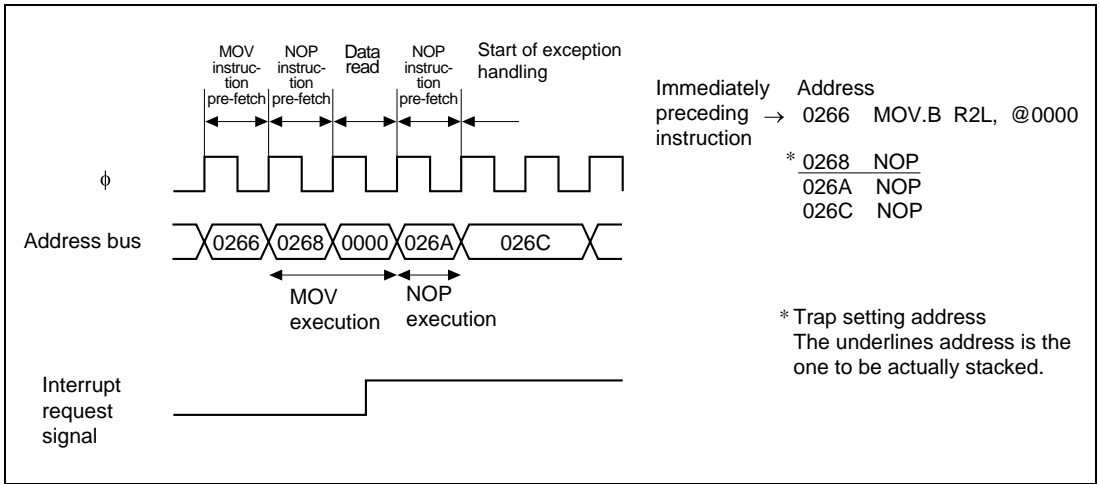 MOV
instruc-
tion
pre-fetch
NOP
instruc-
tion
pre-fetch
Data
read
NOP
instruc-
tion
pre-fetch
Start of exception
handling
Immediately
preceding →
instruction
Address
0266 MOV.B R2L, @0000
* 0268 NOP
026A NOP
026C NOP
ϕ
Address bus
0266 0268 0000 026A 026C
MOV
execution
NOP
execution
* Trap setting address
The underlines address is the
one to be actually stacked.
Interrupt
request
signal